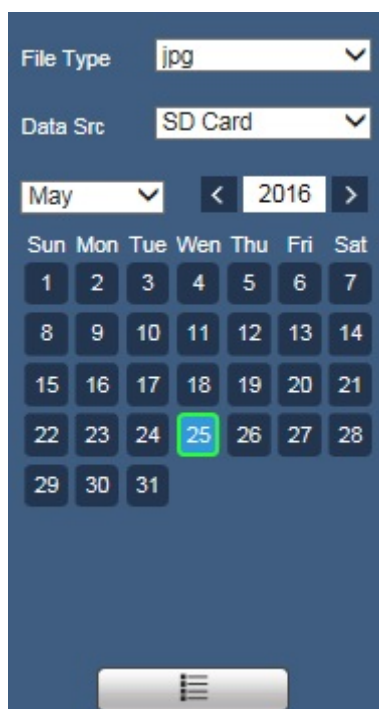 File Type jpg
Data Src SD Card
May < 2016 >
Sun Mon Tue Wen Thu Fri Sat
1 2 3 4 5 6 7
8 9 10 11 12 13 14
15 16 17 18 19 20 21
22 23 24 25 26 27 28
29 30 31